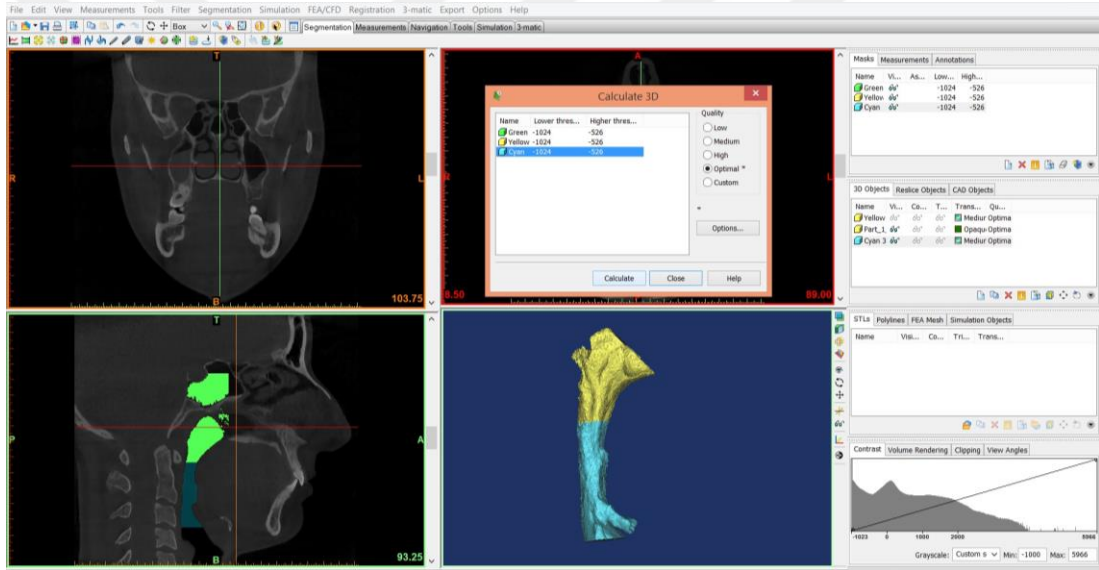 File Edit View Measurements Tools Filter Segmentation Simulation FEA/CFD Registration 3-matic Export Options Help
Box Segmentation Measurements Navigation Tools Simulation 3-matic
T
R
L
B
103.75
A
R
L
8.50
89.00
Calculate 3D
Name Lower thres... Higher thres...
Green -1024 -526
Yellow -1024 -526
Cyan -1024 -526
Quality
Low
Medium
High
Optimal *
Custom
*
Options...
Calculate Close Help
T
P
A
B
93.25
Masks Measurements Annotations
Name Vi... As... Low... High...
Green -1024 -526
Yellow -1024 -526
Cyan -1024 -526
3D Objects Reslice Objects CAD Objects
Name Vi... Co... T... Trans... Qu...
Yellow Mediur Optima
Part_1_ Opaqu Optima
Cyan 3 Mediur Optima
STLs Polylines FEA Mesh Simulation Objects
Name Visi... Co... Tri... Trans...
Contrast Volume Rendering Clipping View Angles
-1023 0 1000 2000 5966
Grayscale: Custom s Min: -1000 Max: 5966